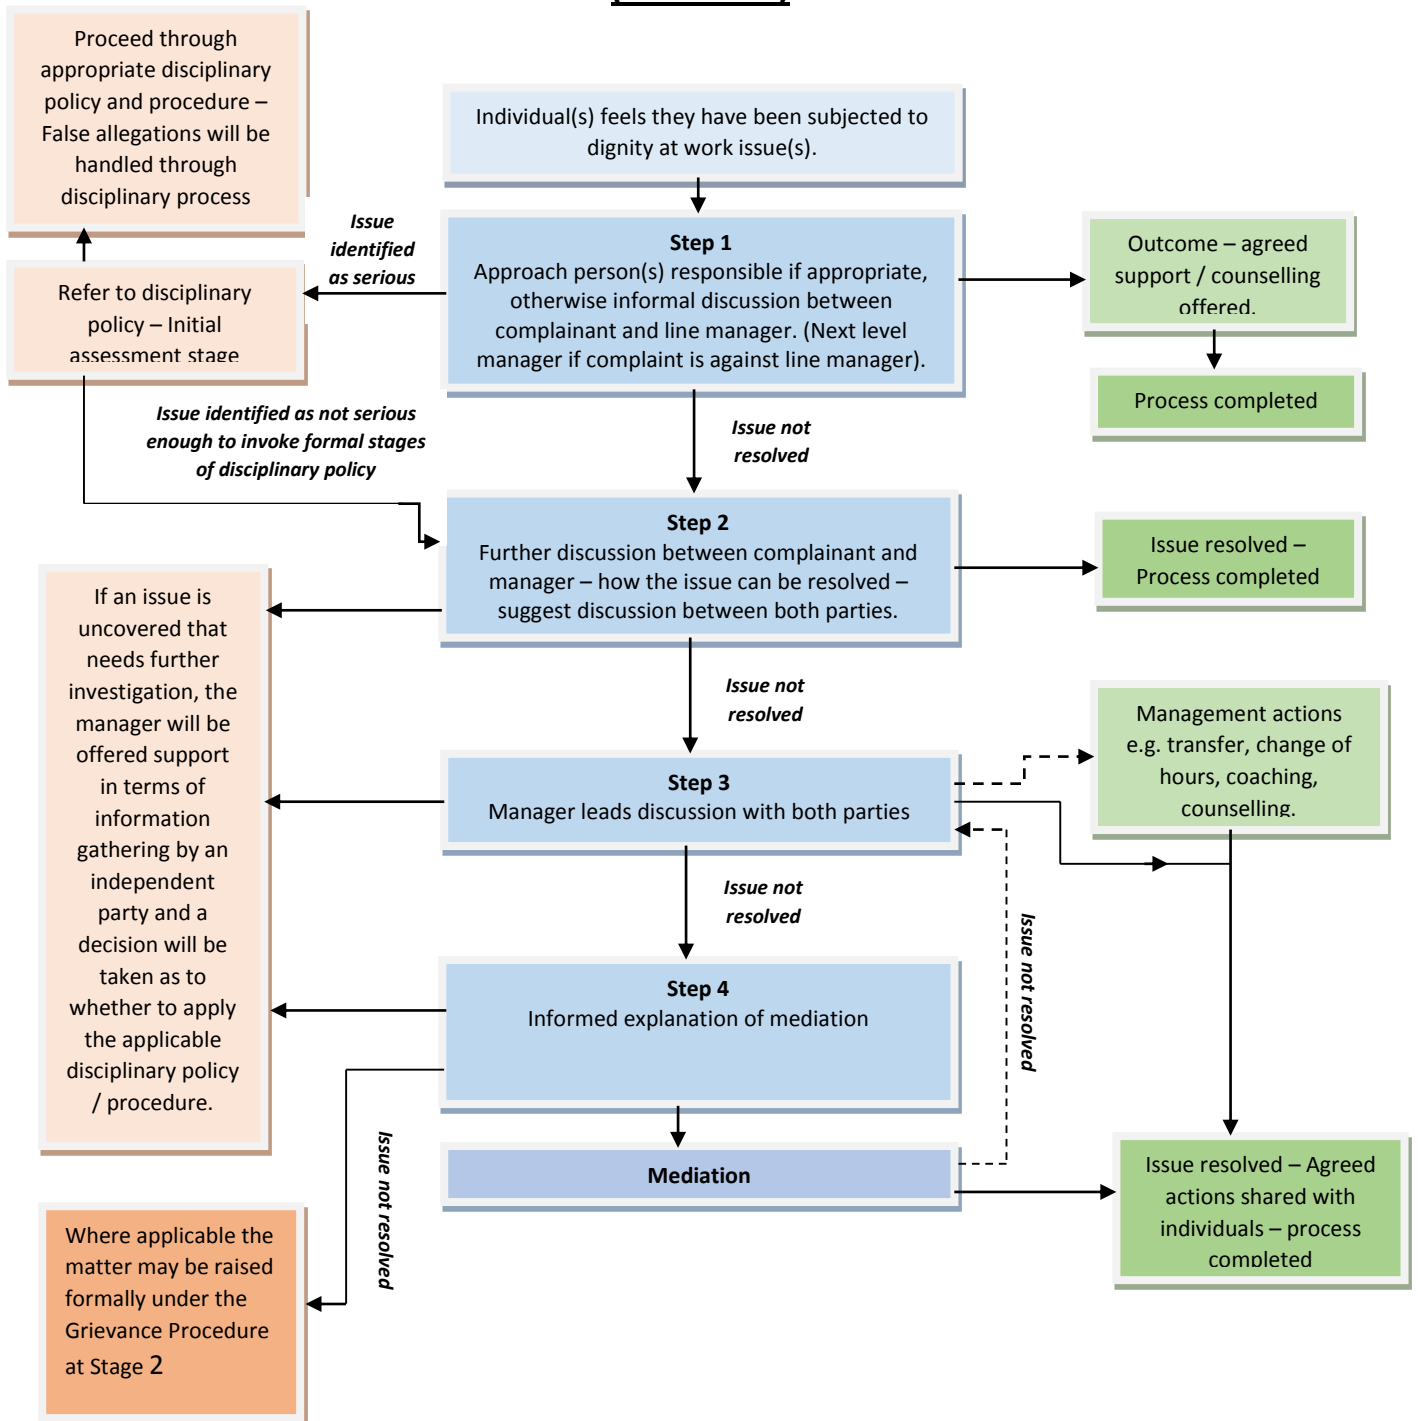 Proceed through
appropriate disciplinary
policy and procedure –
False allegations will be
handled through
disciplinary process
Individual(s) feels they have been subjected to
dignity at work issue(s).
Issue
identified
as serious
Step 1
Approach person(s) responsible if appropriate,
otherwise informal discussion between
complainant and line manager. (Next level
manager if complaint is against line manager).
Outcome – agreed
support / counselling
offered.
Refer to disciplinary
policy – Initial
assessment stage
Process completed
Issue identified as not serious
enough to invoke formal stages
of disciplinary policy
Issue not
resolved
Step 2
Further discussion between complainant and
manager – how the issue can be resolved –
suggest discussion between both parties.
Issue resolved –
Process completed
If an issue is
uncovered that
needs further
investigation, the
manager will be
offered support
in terms of
information
gathering by an
independent
party and a
decision will be
taken as to
whether to apply
the applicable
disciplinary policy
/ procedure.
Issue not
resolved
Management actions
e.g. transfer, change of
hours, coaching,
counselling.
Step 3
Manager leads discussion with both parties
Issue not
resolved
Issue not resolved
Step 4
Informed explanation of mediation
Issue not resolved
Mediation
Issue resolved – Agreed
actions shared with
individuals – process
completed
Where applicable the
matter may be raised
formally under the
Grievance Procedure
at Stage 2